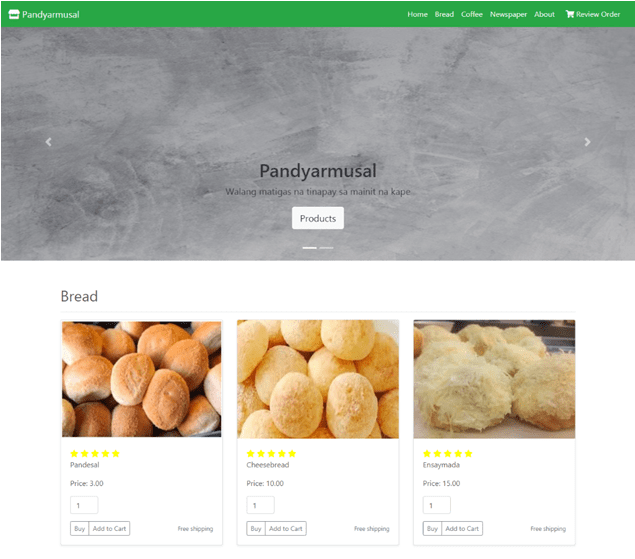 Pandyarmusal
Home Bread Coffee Newspaper About Review Order
Pandyarmusal
Walang matigas na tinapay sa mainit na kape...
Products
Bread
Pandesal
Price: 3.00
1
Buy Add to Cart Free shipping
Cheesebread
Price: 10.00
1
Buy Add to Cart Free shipping
Ensaymada
Price: 15.00
1
Buy Add to Cart Free shipping